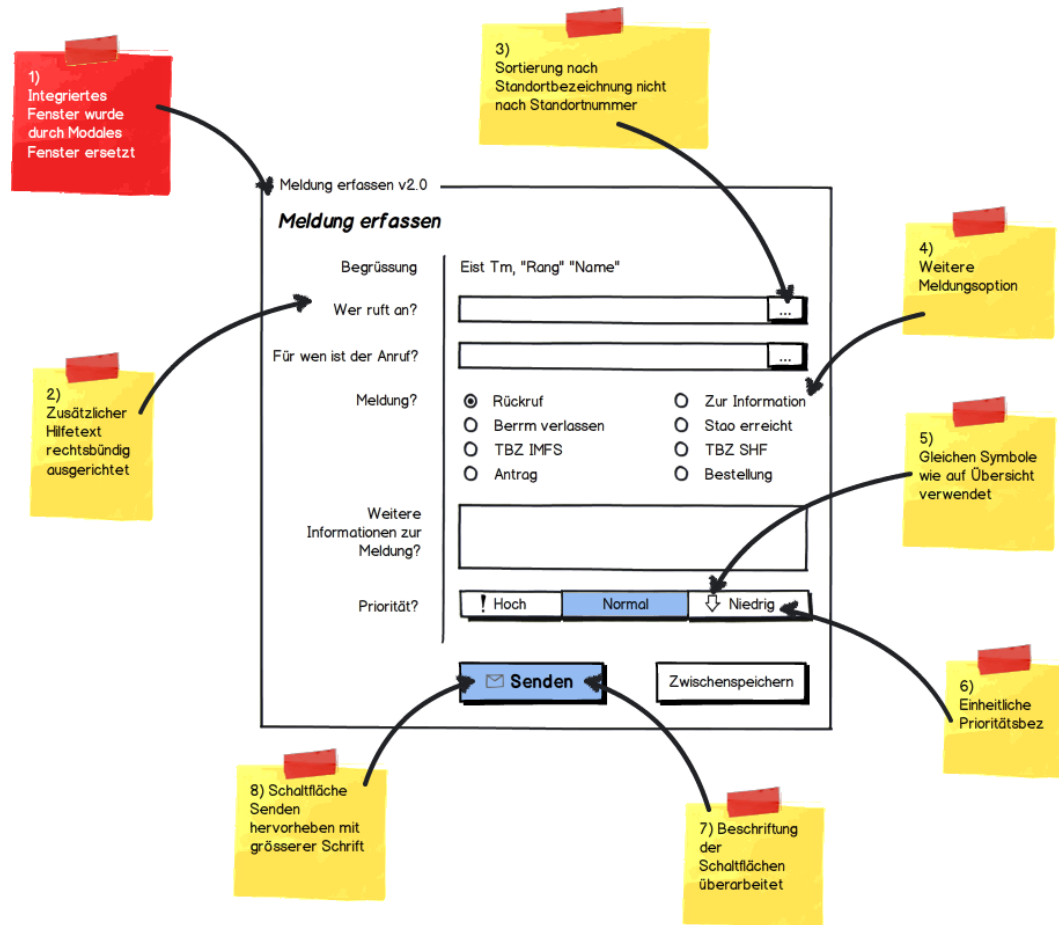 1)
Integriertes
Fenster wurde
durch Modales
Fenster ersetzt
3)
Sortierung nach
Standortbezeichnung nicht
nach Standortnummer
Meldung erfassen v2.0
Meldung erfassen
Begrüssung
Eist Tm, "Rang" "Name"
Wer ruft an?
...
Für wen ist der Anruf?
...
Meldung?
Rückruf
Zur Information
Berrm verlassen
Stao erreicht
TBZ IMFS
TBZ SHF
Antrag
Bestellung
Weitere
Informationen zur
Meldung?
Priorität?
! Hoch
Normal
Niedrig
Senden
Zwischenspeichern
2)
Zusätzlicher
Hilfetext
rechtsbündig
ausgerichtet
4)
Weitere
Meldungsoption
5)
Gleichen Symbole
wie auf Übersicht
verwendet
6)
Einheitliche
Prioritätsbez
8) Schaltfläche
Senden
hervorheben mit
grösserer Schrift
7) Beschriftung
der
Schaltflächen
überarbeitet